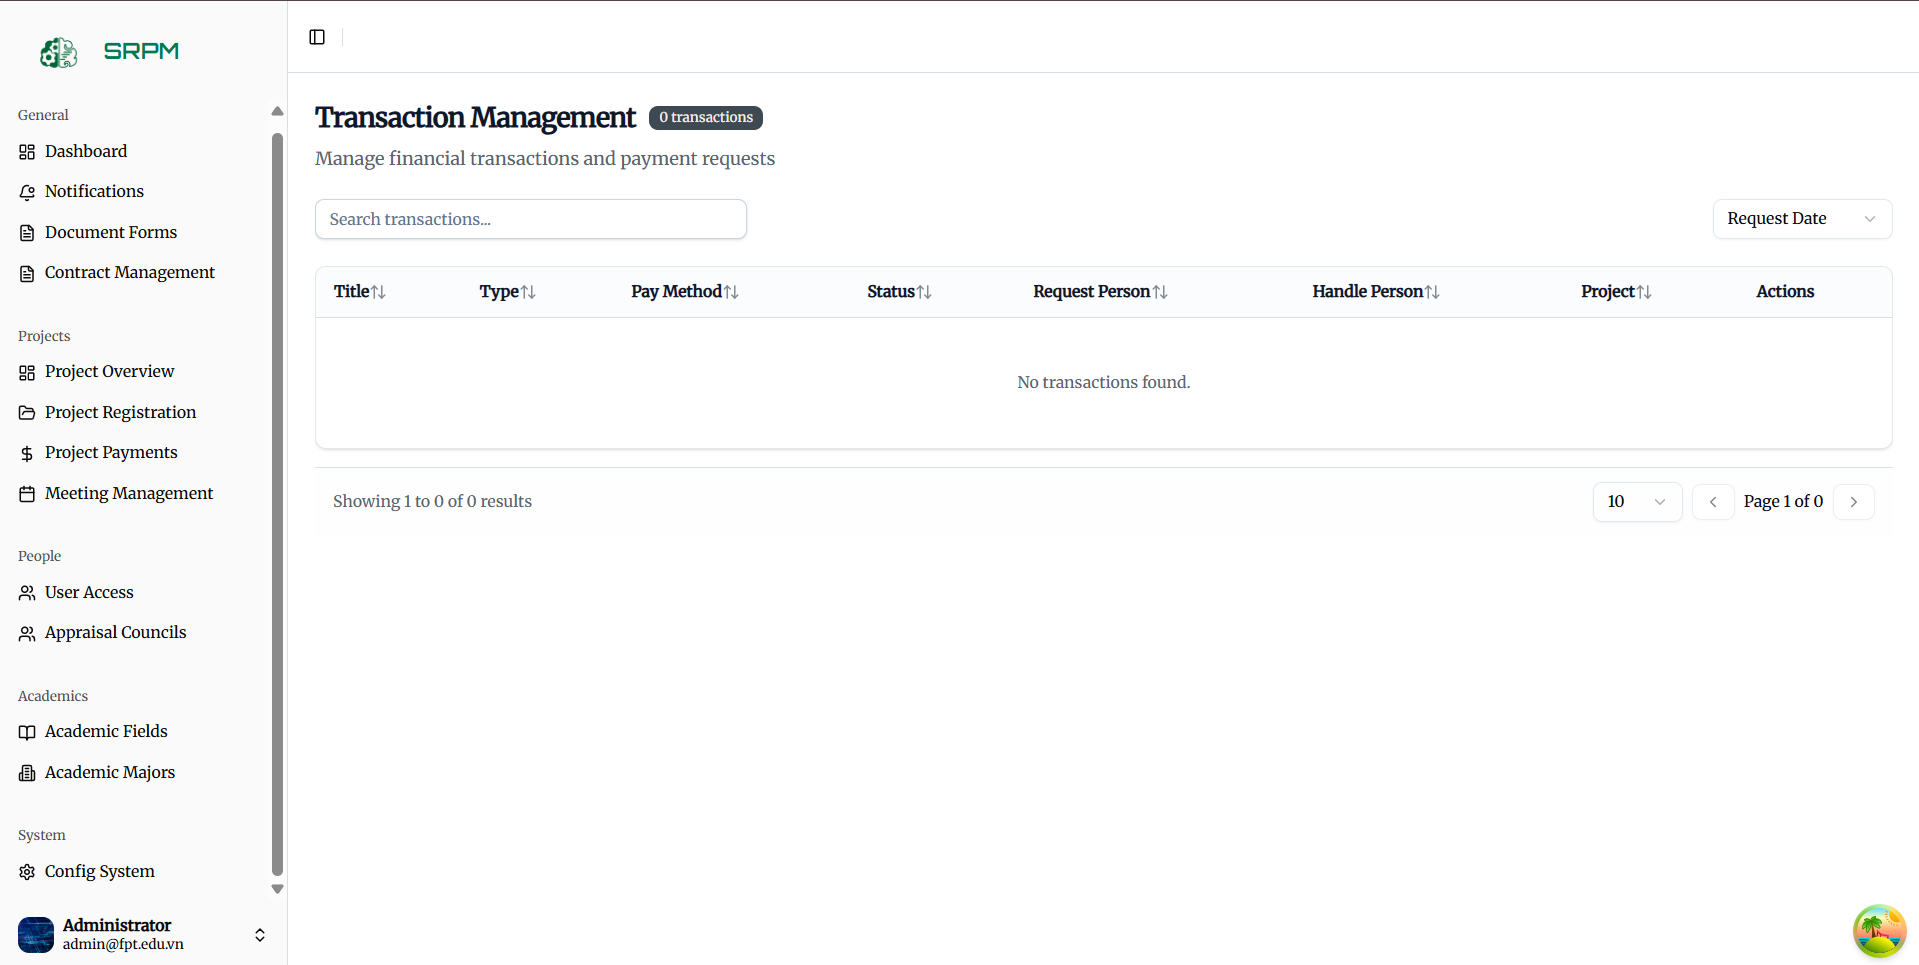 SRPM
General
Dashboard
Notifications
Document Forms
Contract Management
Projects
Project Overview
Project Registration
Project Payments
Meeting Management
People
User Access
Appraisal Councils
Academics
Academic Fields
Academic Majors
System
Config System
Administrator
admin@fpt.edu.vn
Transaction Management 0 transactions
Manage financial transactions and payment requests
Search transactions... Request Date
Title Type Pay Method Status Request Person Handle Person Project Actions
No transactions found.
Showing 1 to 0 of 0 results 10 Page 1 of 0